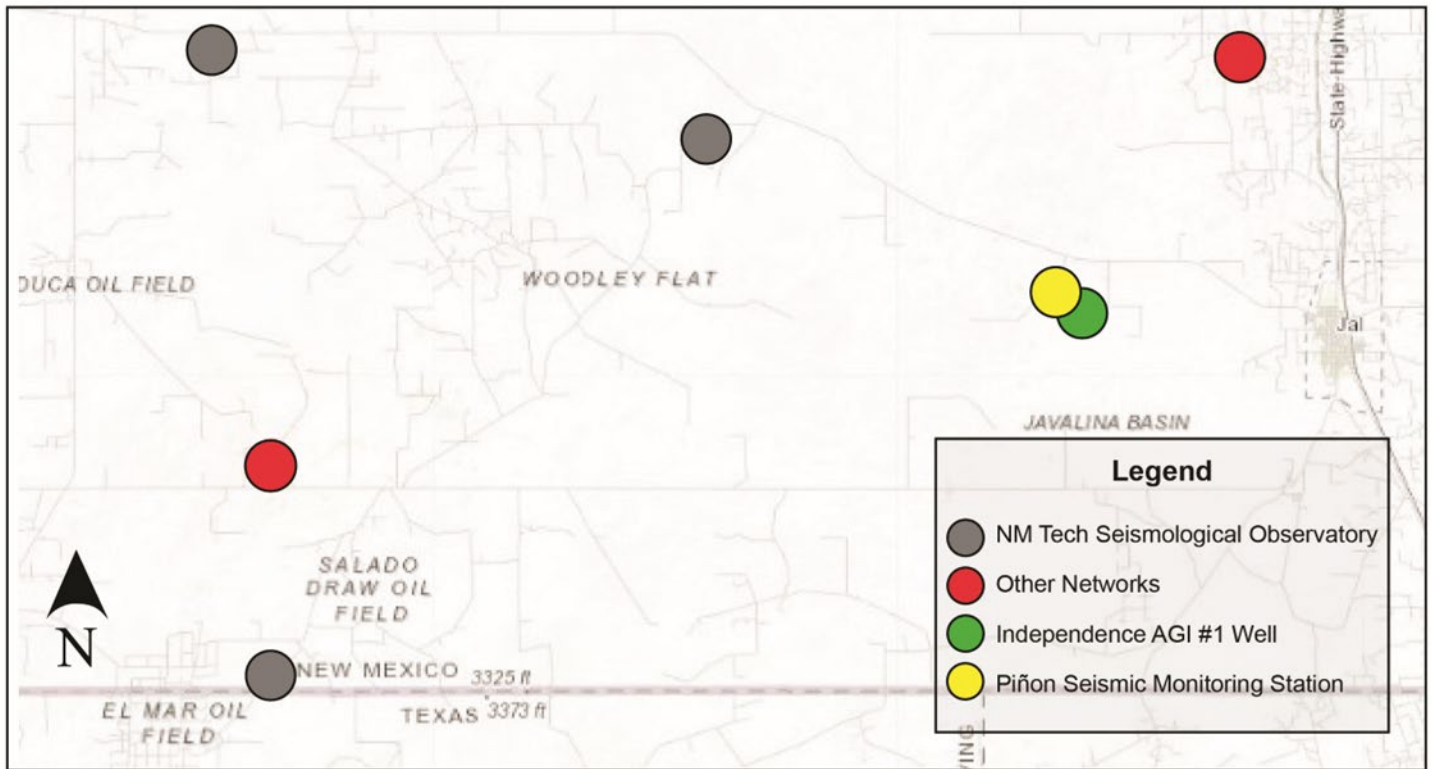 State Highwa
DUCA OIL FIELD
WOODLEY FLAT
Jal
JAVALINA BASIN
SALADO
DRAW OIL
FIELD
N
NEW MEXICO
3325 ft
TEXAS
3373 ft
EL MAR OIL
FIELD
VING
Legend
NM Tech Seismological Observatory
Other Networks
Independence AGI #1 Well
Piñon Seismic Monitoring Station